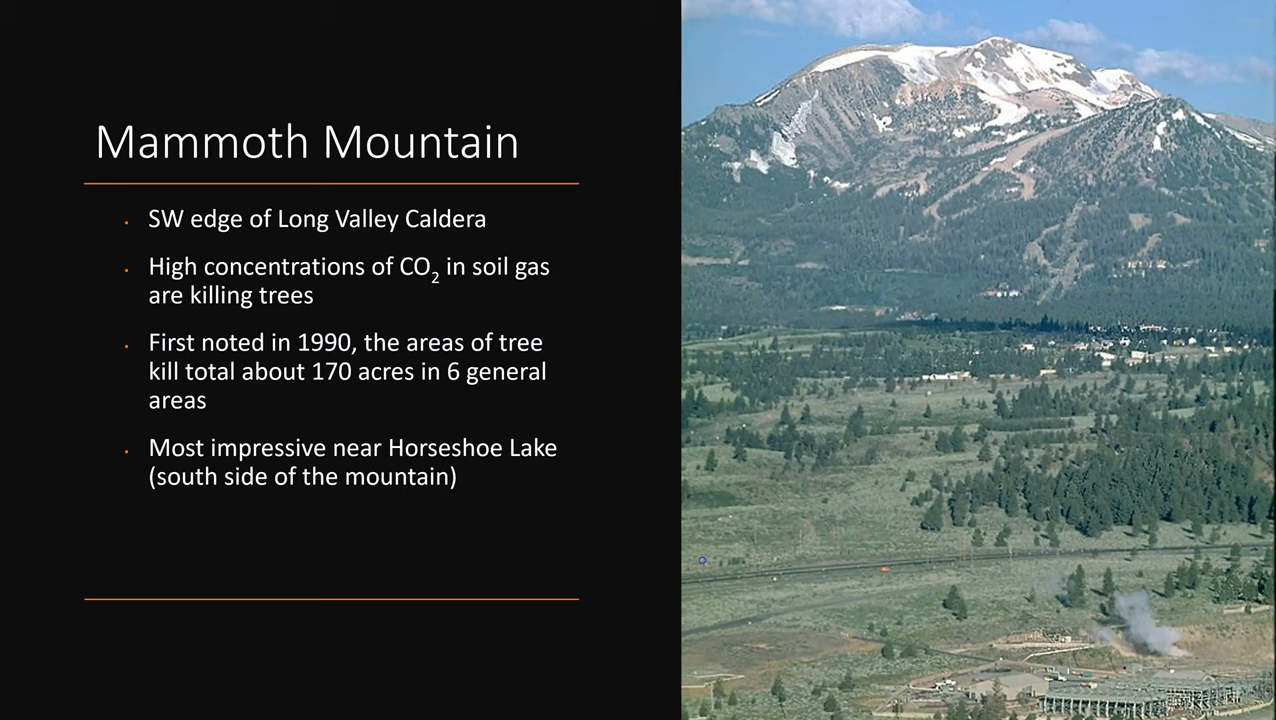 Mammoth Mountain
SW edge of Long Valley Caldera
High concentrations of CO₂ in soil gas
are killing trees
First noted in 1990, the areas of tree
kill total about 170 acres in 6 general
areas
Most impressive near Horseshoe Lake
(south side of the mountain)